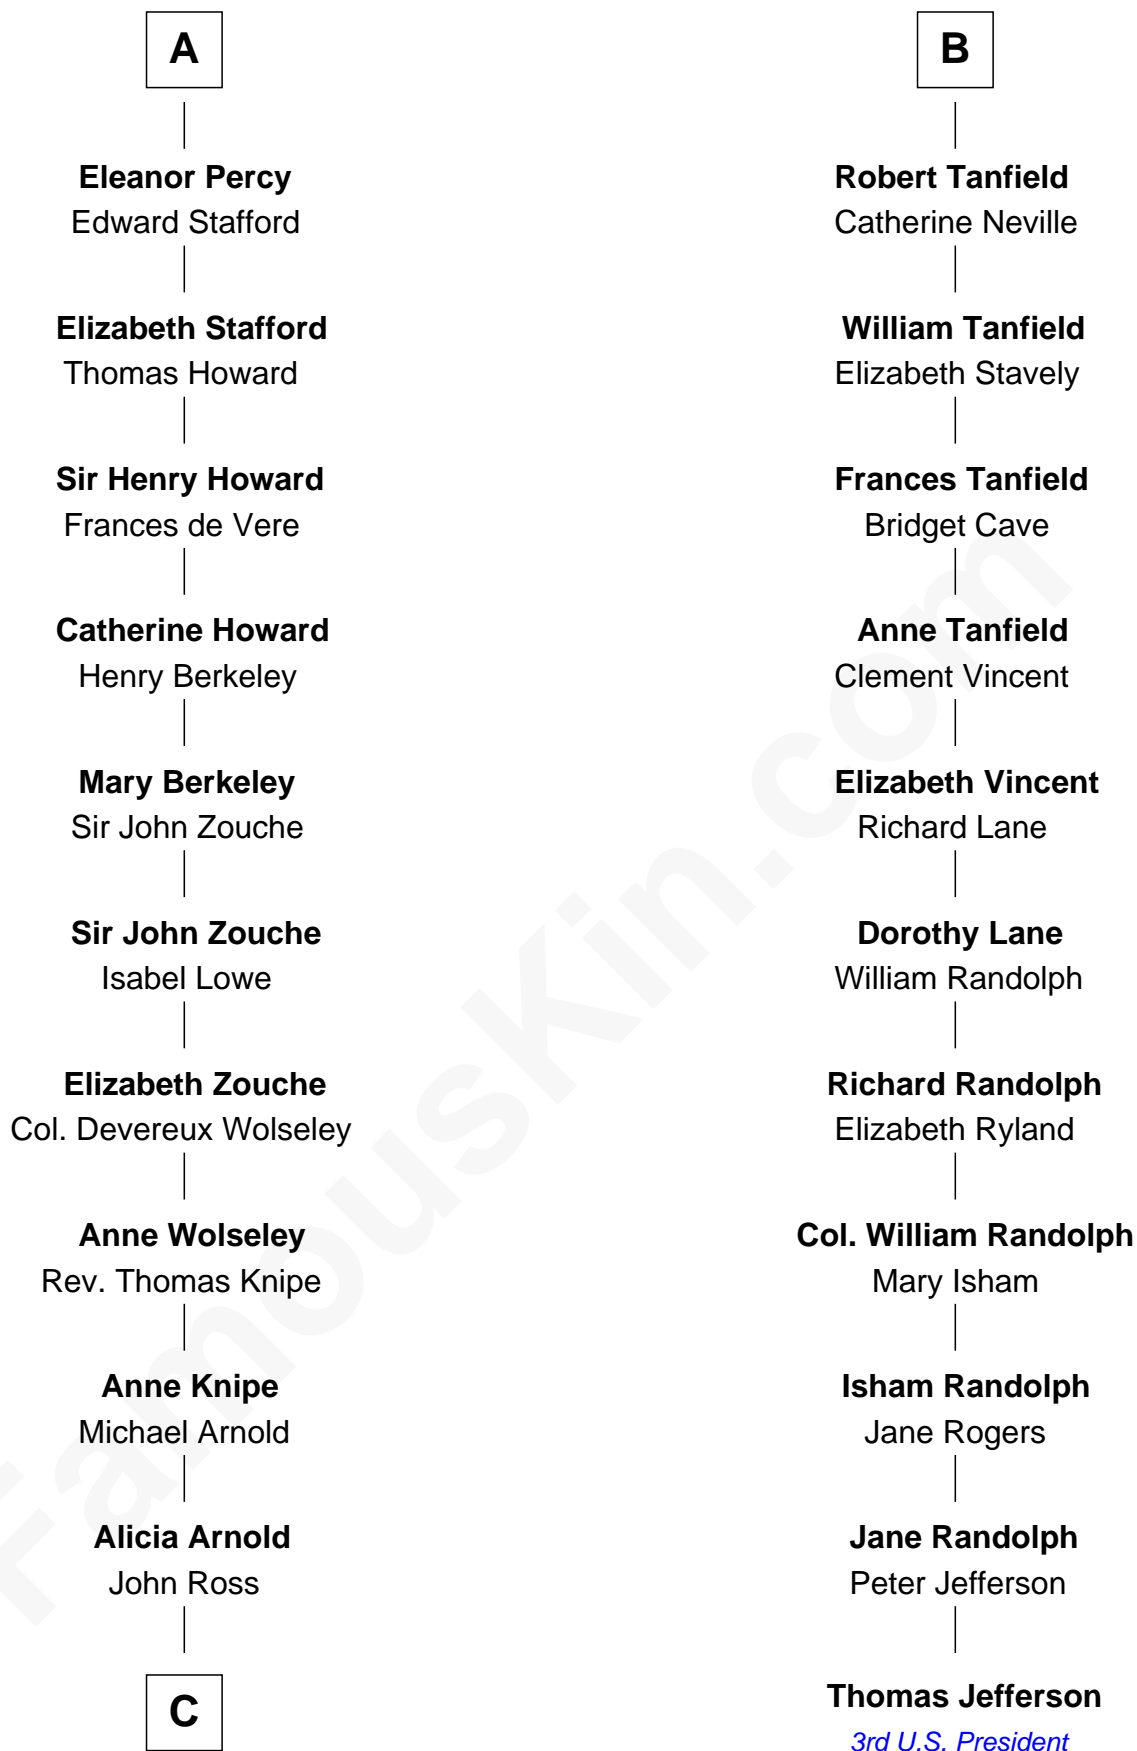 A
Eleanor Percy
Edward Stafford
Elizabeth Stafford
Thomas Howard
Sir Henry Howard
Frances de Vere
Catherine Howard
Henry Berkeley
Mary Berkeley
Sir John Zouche
Sir John Zouche
Isabel Lowe
Elizabeth Zouche
Col. Devereux Wolseley
Anne Wolseley
Rev. Thomas Knipe
Anne Knipe
Michael Arnold
Alicia Arnold
John Ross
C
B
Robert Tanfield
Catherine Neville
William Tanfield
Elizabeth Stavely
Frances Tanfield
Bridget Cave
Anne Tanfield
Clement Vincent
Elizabeth Vincent
Richard Lane
Dorothy Lane
William Randolph
Richard Randolph
Elizabeth Ryland
Col. William Randolph
Mary Isham
Isham Randolph
Jane Rogers
Jane Randolph
Peter Jefferson
Thomas Jefferson
3rd U.S. President
FamousKin.com